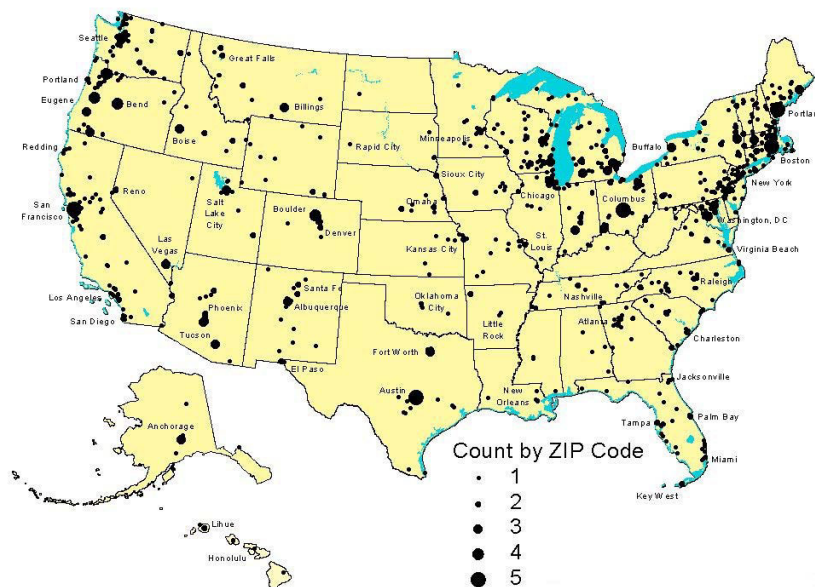 Seattle
Great Falls
Portland
Eugene
Bend
Billings
Boise
Redding
Rapid City
Minneapolis
Buffalo
Portland
Boston
Sioux City
Chicago
New York
Reno
Salt
Lake
City
Omaha
Columbus
San
Francisco
Boulder
Denver
Washington, DC
Las
Vegas
Kansas City
St.
Louis
Virginia Beach
Los Angeles
Santa Fe
Phoenix
Albuquerque
Oklahoma
City
Nashville
Raleigh
San Diego
Tucson
Little
Rock
Atlanta
Charleston
El Paso
Fort Worth
Austin
New
Orleans
Jacksonville
Anchorage
Tampa
Palm Bay
Miami
Key West
Count by ZIP Code
1
2
3
4
5
Lihue
Honolulu